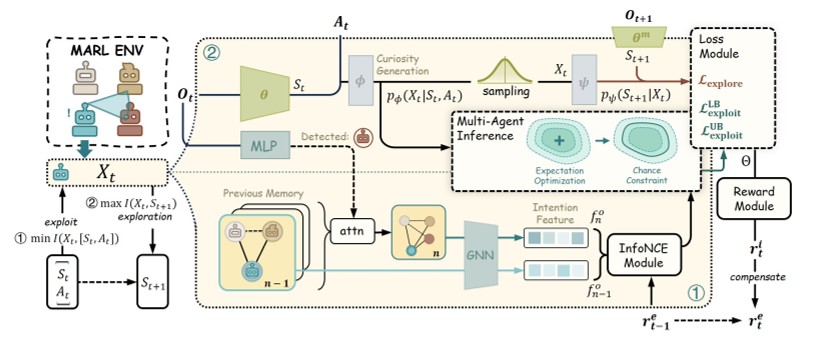 MARL ENV
!
X_t
exploit
② max I(X_t, S_{t+1})
exploration
① min I(X_t, [S_t, A_t])
S_t
A_t
S_{t+1}
②
A_t
O_t
θ
S_t
ϕ
Curiosity
Generation
p_ϕ(X_t|S_t, A_t)
sampling
X_t
ψ
p_ψ(S_{t+1}|X_t)
O_{t+1}
θ^m
S_{t+1}
Loss
Module
ℒ_explore
ℒ^LB_exploit
ℒ^UB_exploit
MLP
Detected:
Multi-Agent
Inference
+
Expectation
Optimization
Chance
Constraint
Θ
Reward
Module
r^i_t
compensate
r^e_t
Previous Memory
n − 1
attn
n
GNN
Intention
Feature
f^o_n
f^o_{n−1}
InfoNCE
Module
①
r^e_{t−1}